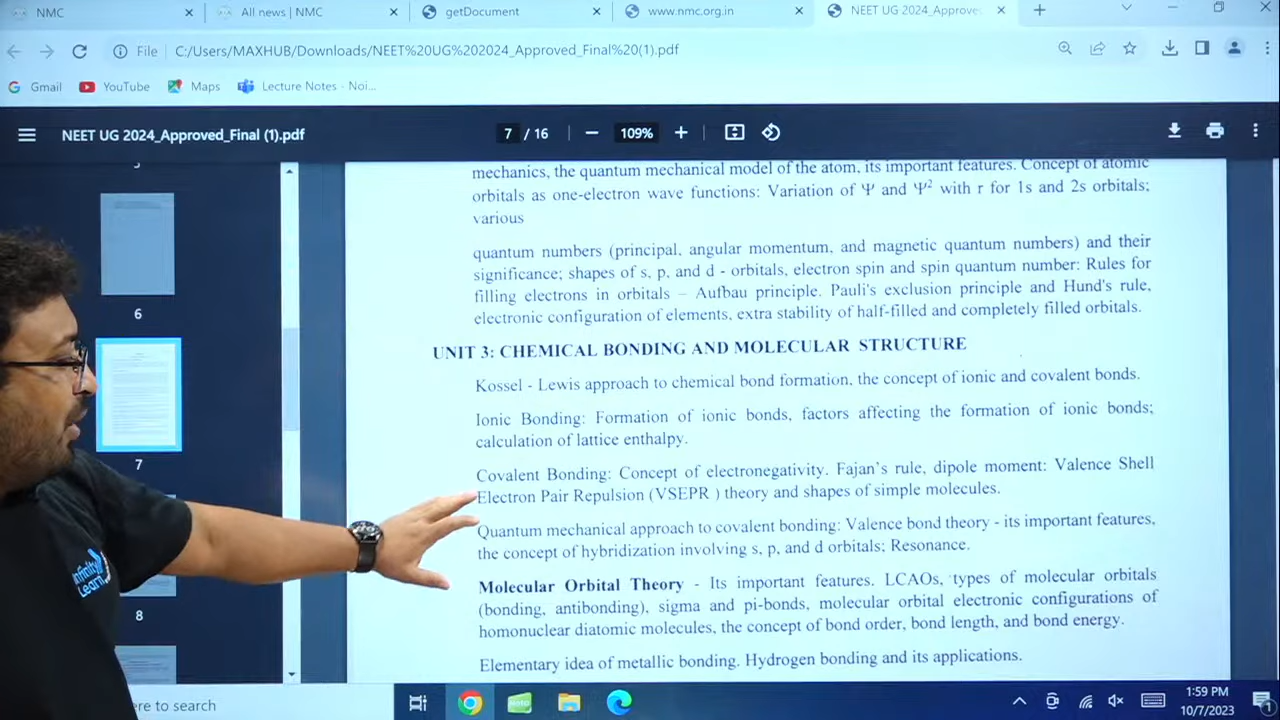 NMC
All news | NMC
getDocument
www.nmc.org.in
NEET UG 2024_Approve
File
C:/Users/MAXHUB/Downloads/NEET%20UG%202024_Approved_Final%20(1).pdf
Gmail
YouTube
Maps
Lecture Notes - Noi...
NEET UG 2024_Approved_Final (1).pdf
7 / 16
109%
mechanics, the quantum mechanical model of the atom, its important features. Concept of atomic
orbitals as one-electron wave functions: Variation of Ψ and Ψ² with r for 1s and 2s orbitals;
various
quantum numbers (principal, angular momentum, and magnetic quantum numbers) and their
significance; shapes of s, p, and d - orbitals, electron spin and spin quantum number: Rules for
filling electrons in orbitals – Aufbau principle. Pauli's exclusion principle and Hund's rule,
electronic configuration of elements, extra stability of half-filled and completely filled orbitals.
UNIT 3: CHEMICAL BONDING AND MOLECULAR STRUCTURE
Kossel - Lewis approach to chemical bond formation, the concept of ionic and covalent bonds.
Ionic Bonding: Formation of ionic bonds, factors affecting the formation of ionic bonds;
calculation of lattice enthalpy.
Covalent Bonding: Concept of electronegativity. Fajan's rule, dipole moment: Valence Shell
Electron Pair Repulsion (VSEPR ) theory and shapes of simple molecules.
Quantum mechanical approach to covalent bonding: Valence bond theory - its important features,
the concept of hybridization involving s, p, and d orbitals; Resonance.
Molecular Orbital Theory - Its important features. LCAOs, types of molecular orbitals
(bonding, antibonding), sigma and pi-bonds, molecular orbital electronic configurations of
homonuclear diatomic molecules, the concept of bond order, bond length, and bond energy.
Elementary idea of metallic bonding. Hydrogen bonding and its applications.
6
7
8
infinity
Learn
ere to search
1:59 PM
10/7/2023